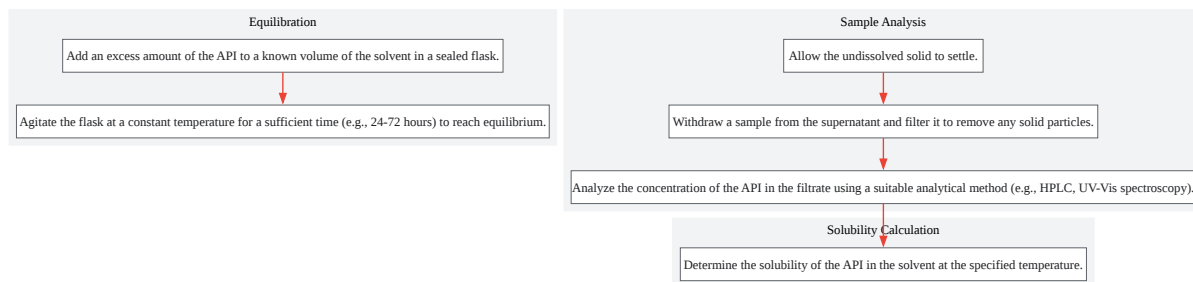 Equilibration
Add an excess amount of the API to a known volume of the solvent in a sealed flask.
Agitate the flask at a constant temperature for a sufficient time (e.g., 24-72 hours) to reach equilibrium.
Sample Analysis
Allow the undissolved solid to settle.
Withdraw a sample from the supernatant and filter it to remove any solid particles.
Analyze the concentration of the API in the filtrate using a suitable analytical method (e.g., HPLC, UV-Vis spectroscopy).
Solubility Calculation
Determine the solubility of the API in the solvent at the specified temperature.